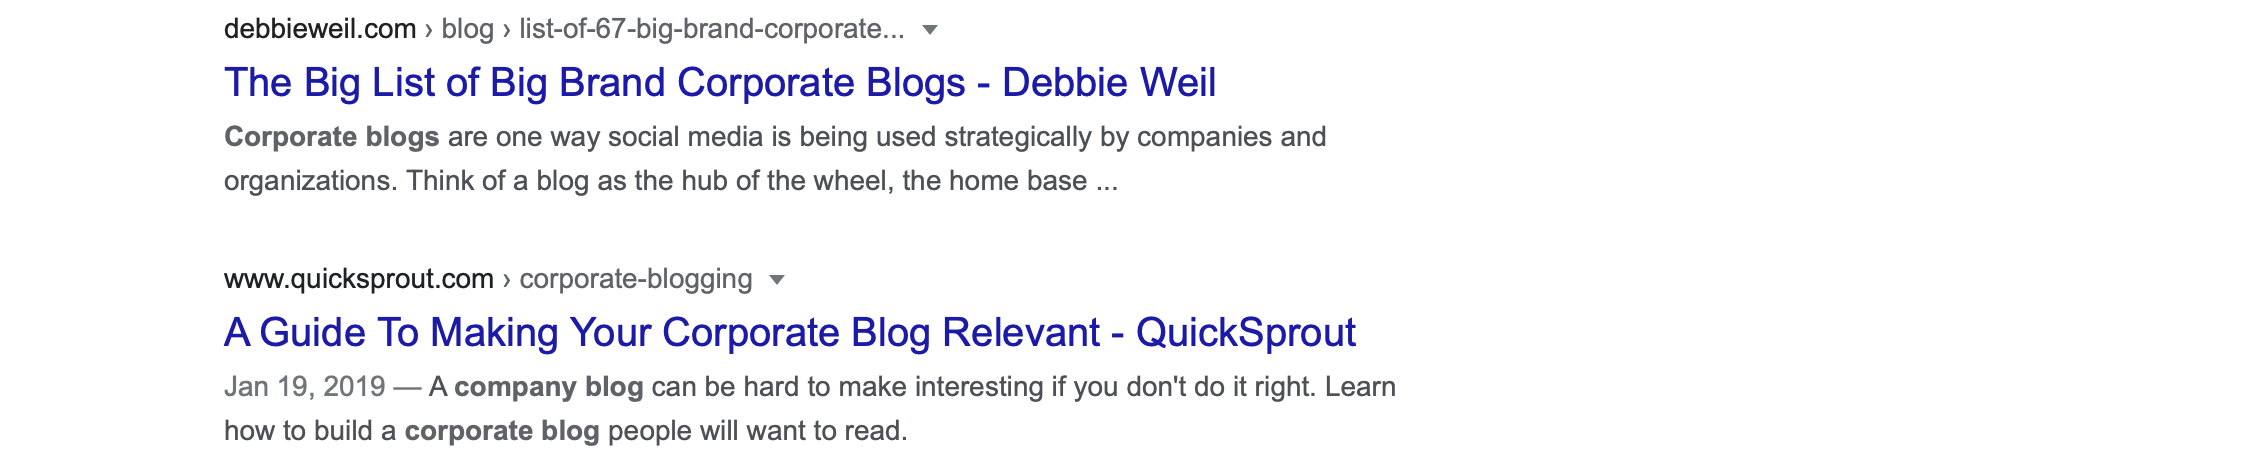 debbieweil.com › blog › list-of-67-big-brand-corporate...
The Big List of Big Brand Corporate Blogs - Debbie Weil
Corporate blogs are one way social media is being used strategically by companies and
organizations. Think of a blog as the hub of the wheel, the home base ...
www.quicksprout.com › corporate-blogging
A Guide To Making Your Corporate Blog Relevant - QuickSprout
Jan 19, 2019 — A company blog can be hard to make interesting if you don't do it right. Learn
how to build a corporate blog people will want to read.